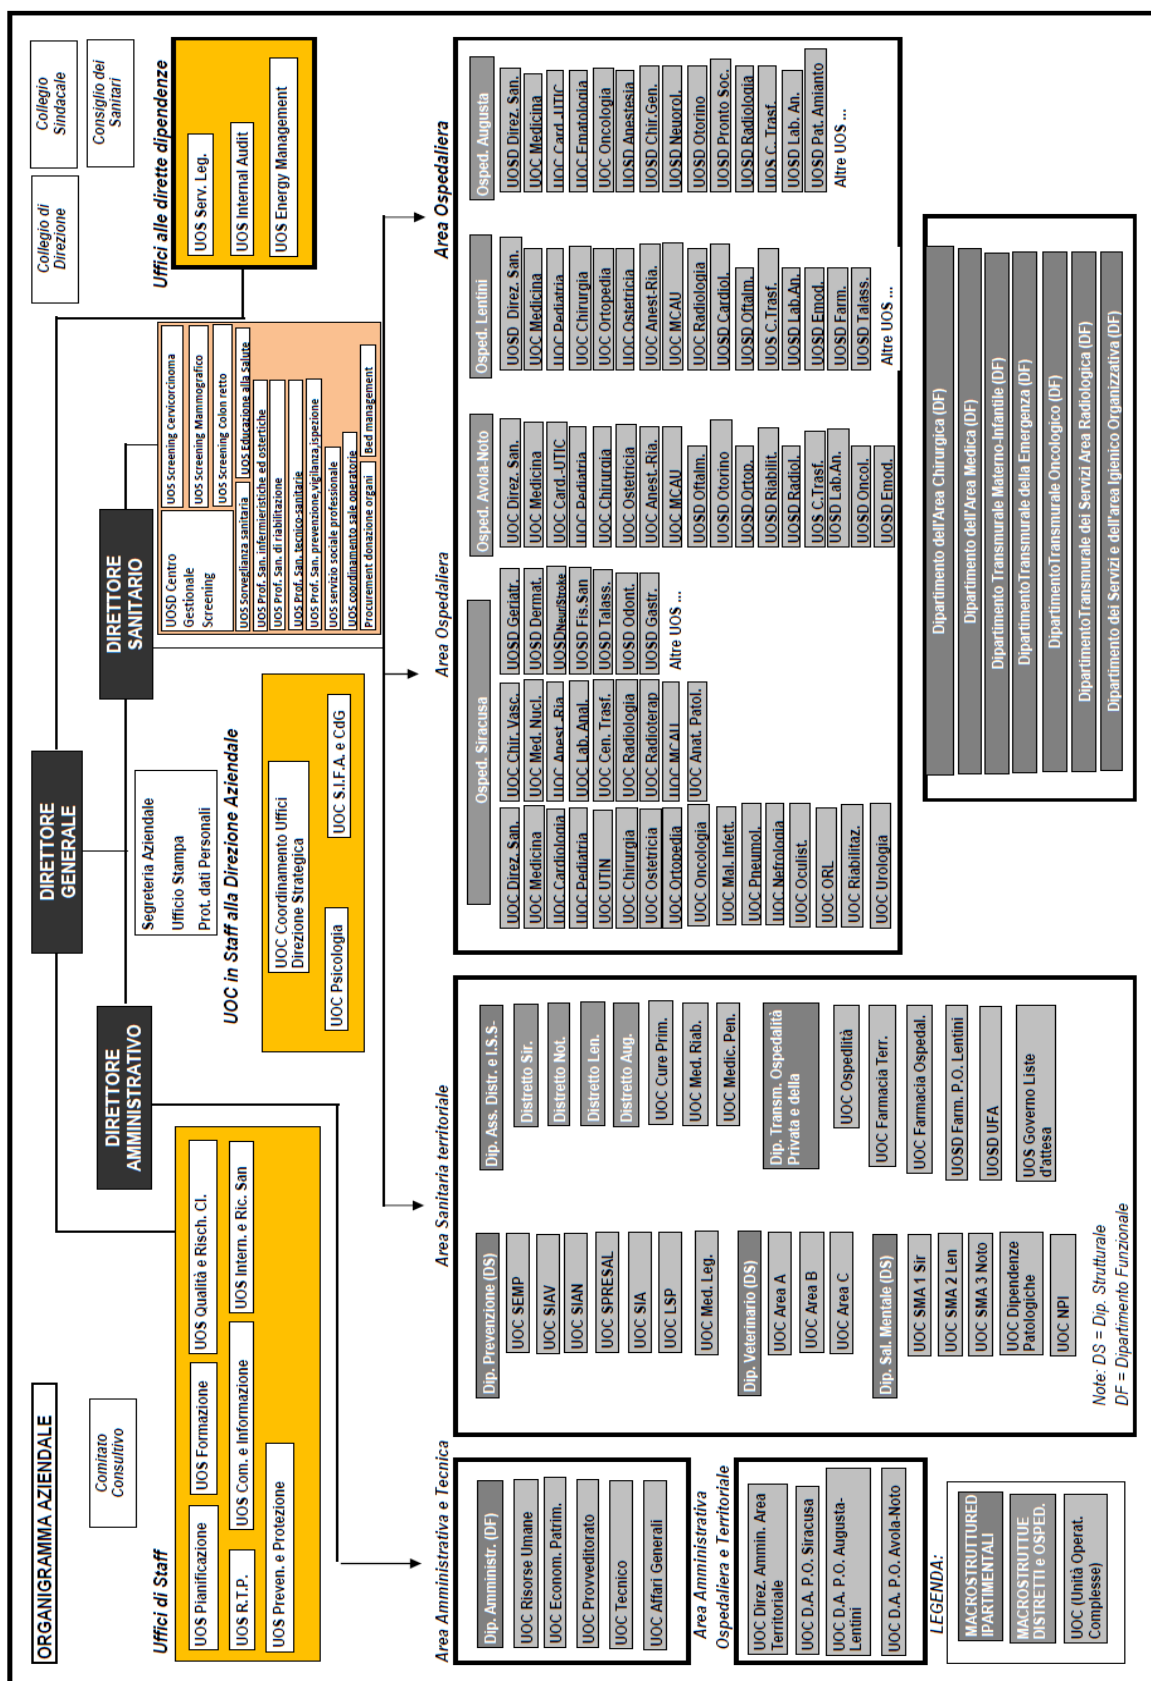 ORGANIGRAMMA AZIENDALE
Comitato
Consultivo
DIRETTORE
GENERALE
Collegio di
Direzione
Collegio
Sindacale
Consiglio dei
Sanitari
DIRETTORE
AMMINISTRATIVO
DIRETTORE
SANITARIO
Segreteria Aziendale
Ufficio Stampa
Prot. dati Personali
Uffici di Staff
UOS Pianificazione
UOS Formazione
UOS Qualità e Risch. Cl.
UOS R.T.P.
UOS Com. e Informazione
UOS Intern. e Ric. San
UOS Preven. e Protezione
UOC in Staff alla Direzione Aziendale
UOC Coordinamento Uffici
Direzione Strategica
UOC Psicologia
UOC S.I.F.A. e CdG
UOSD Centro
Gestionale
Screening
UOS Screening Cervicorcinoma
UOS Screening Mammografico
UOS Screening Colon retto
UOS Sorveglianza sanitaria
UOS Educazione alla Salute
UOS Prof. San. infermieristiche ed ostertiche
UOS Prof. San. di riabilitazione
UOS Prof. San. tecnico-sanitarie
UOS Prof. San. prevenzione,vigilanza,ispezione
UOS servizio sociale professionale
UOS coordinamento sale operatorie
Procurement donazione organi
Bed management
Uffici alle dirette dipendenze
UOS Serv. Leg.
UOS Internal Audit
UOS Energy Management
Area Amministrativa e Tecnica
Dip. Amministr. (DF)
UOC Risorse Umane
UOC Econom. Patrim.
UOC Provveditorato
UOC Tecnico
UOC Affari Generali
Area Amministrativa
Ospedaliera e Territoriale
UOC Direz. Ammin. Area
Territoriale
UOC D.A. P.O. Siracusa
UOC D.A. P.O. Augusta-
Lentini
UOC D.A. P.O. Avola-Noto
LEGENDA:
MACROSTRUTTURED
IPARTIMENTALI
MACROSTRUTTUE
DISTRETTI e OSPED.
UOC (Unità Operat.
Complesse)
Area Sanitaria territoriale
Dip. Prevenzione (DS)
UOC SEMP
UOC SIAV
UOC SIAN
UOC SPRESAL
UOC SIA
UOC LSP
UOC Med. Leg.
Dip. Veterinario (DS)
UOC Area A
UOC Area B
UOC Area C
Dip. Sal. Mentale (DS)
UOC SMA 1 Sir
UOC SMA 2 Len
UOC SMA 3 Noto
UOC Dipendenze
Patologiche
UOC NPI
Note: DS = Dip. Strutturale
DF = Dipartimento Funzionale
Dip. Ass. Distr. e I.S.S-
Distretto Sir.
Distretto Not.
Distretto Len.
Distretto Aug.
UOC Cure Prim.
UOC Med. Riab.
UOC Medic. Pen.
Dip. Transm. Ospedalità
Privata e della
UOC Ospedlità
UOC Farmacia Terr.
UOC Farmacia Ospedal.
UOSD Farm. P.O. Lentini
UOSD UFA
UOS Governo Liste
d'attesa
Area Ospedaliera
Osped. Siracusa
UOC Direz. San.
UOC Medicina
UOC Cardiologia
UOC Pediatria
UOC UTIN
UOC Chirurgia
UOC Ostetricia
UOC Ortopedia
UOC Oncologia
UOC Mal. Infett.
UOC Pneumol.
UOC Nefrologia
UOC Oculist.
UOC ORL
UOC Riabilitaz.
UOC Urologia
UOC Chir. Vasc.
UOC Med. Nucl.
UOC Anest.-Ria.
UOC Lab. Anal.
UOC Cen. Trasf.
UOC Radiologia
UOC Radioterap
UOC MCAU
UOC Anat. Patol.
UOSD Geriatr.
UOSD Dermat.
UOSD Neur/Stroke
UOSD Fis.San
UOSD Talass.
UOSD Odont.
UOSD Gastr.
Altre UOS ...
Osped. Avola-Noto
UOC Direz. San.
UOC Medicina
UOC Card.-UTIC
UOC Pediatria
UOC Chirurgia
UOC Ostetricia
UOC Anest.-Ria.
UOC MCAU
UOSD Oftalm.
UOSD Otorino
UOSD Ortop.
UOSD Riabilit.
UOSD Radiol.
UOS C.Trasf.
UOSD Lab.An.
UOSD Oncol.
UOSD Emod.
Area Ospedaliera
Osped. Lentini
UOSD Direz. San.
UOC Medicina
UOC Pediatria
UOC Chirurgia
UOC Ortopedia
UOC Ostetricia
UOC Anest-Ria.
UOC MCAU
UOC Radiologia
UOSD Cardiol.
UOSD Oftalm.
UOS C.Trasf.
UOSD Lab.An.
UOSD Emod.
UOSD Farm.
UOSD Talass.
Altre UOS ...
Osped. Augusta
UOSD Direz. San.
UOC Medicina
UOC Card.-UTIC
UOC Ematologia
UOC Oncologia
UOSD Anestesia
UOSD Chir.Gen.
UOSD Neuorol.
UOSD Otorino
UOSD Pronto Soc.
UOSD Radiologia
UOS C.Trasf.
UOSD Lab. An.
UOSD Pat. Amianto
Altre UOS ...
Dipartimento dell'Area Chirurgica (DF)
Dipartimento dell'Area Medica (DF)
Dipartimento Transmurale Materno-Infantile (DF)
DipartimentoTransmurale della Emergenza (DF)
DipartimentoTransmurale Oncologico (DF)
DipartimentoTransmurale dei Servizi Area Radiologica (DF)
Dipartimento dei Servizi e dell'area Igienico Organizzativa (DF)